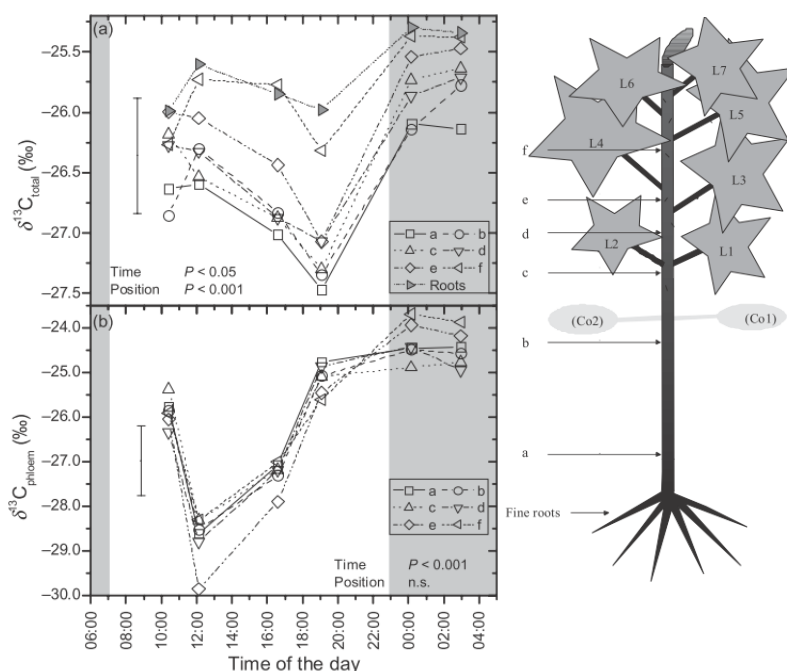 (a)
−25.5
−26.0
−26.5
−27.0
−27.5
δ13Ctotal (‰)
Time P < 0.05
Position P < 0.001
a b
c d
e f
Roots
(b)
−24.0
−25.0
−26.0
−27.0
−28.0
−29.0
−30.0
δ13Cphloem (‰)
a b
c d
e f
Time P < 0.001
Position n.s.
06:00 08:00 10:00 12:00 14:00 16:00 18:00 20:00 22:00 00:00 02:00 04:00
Time of the day
L7
L6
L5
L4
f
L3
e
d
L2 L1
c
(Co2) (Co1)
b
a
Fine roots